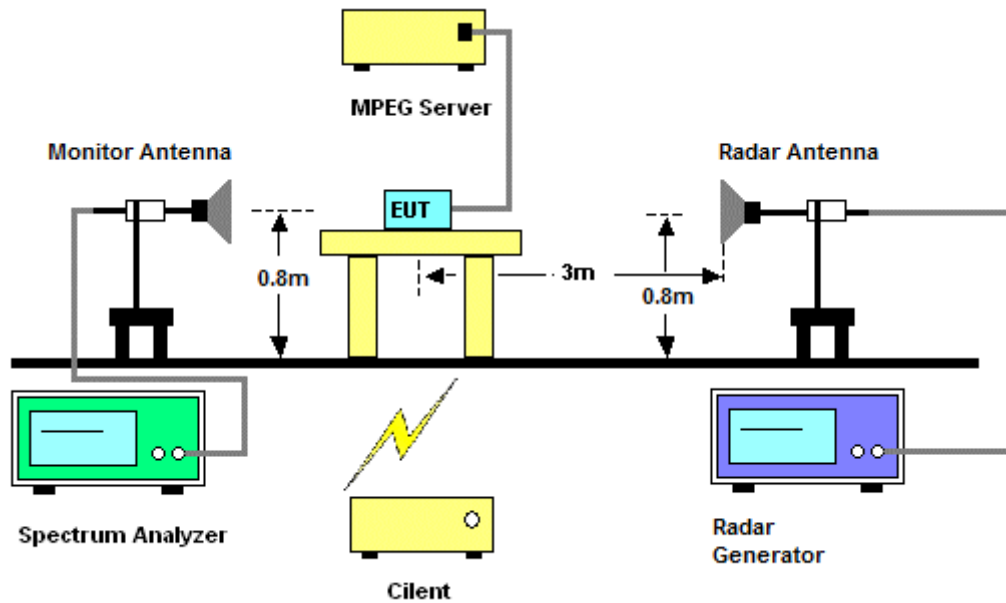 MPEG Server
Monitor Antenna
Radar Antenna
EUT
0.8m
3m
0.8m
Spectrum Analyzer
Radar
Generator
Cilent